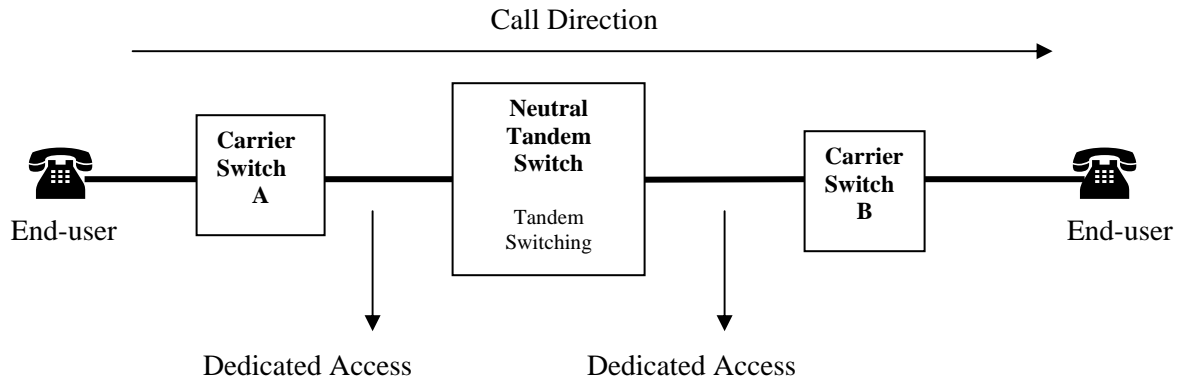 Call Direction
Neutral
Tandem
Switch
Tandem
Switching
Carrier
Switch
A
Carrier
Switch
B
End-user
End-user
Dedicated Access
Dedicated Access